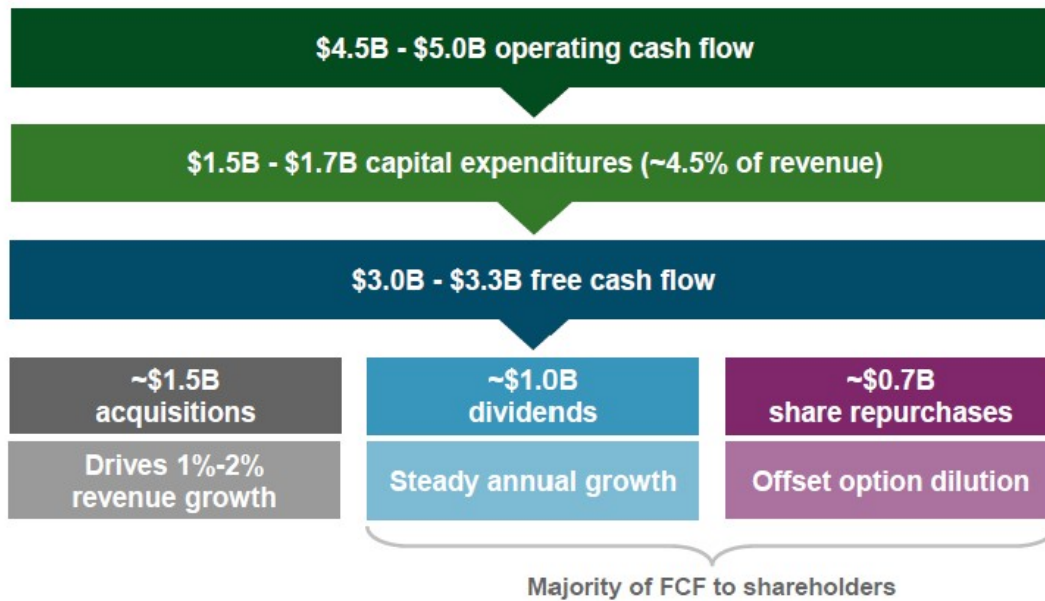 $4.5B - $5.0B operating cash flow
$1.5B - $1.7B capital expenditures (~4.5% of revenue)
$3.0B - $3.3B free cash flow
~$1.5B
acquisitions
Drives 1%-2%
revenue growth
~$1.0B
dividends
Steady annual growth
~$0.7B
share repurchases
Offset option dilution
Majority of FCF to shareholders